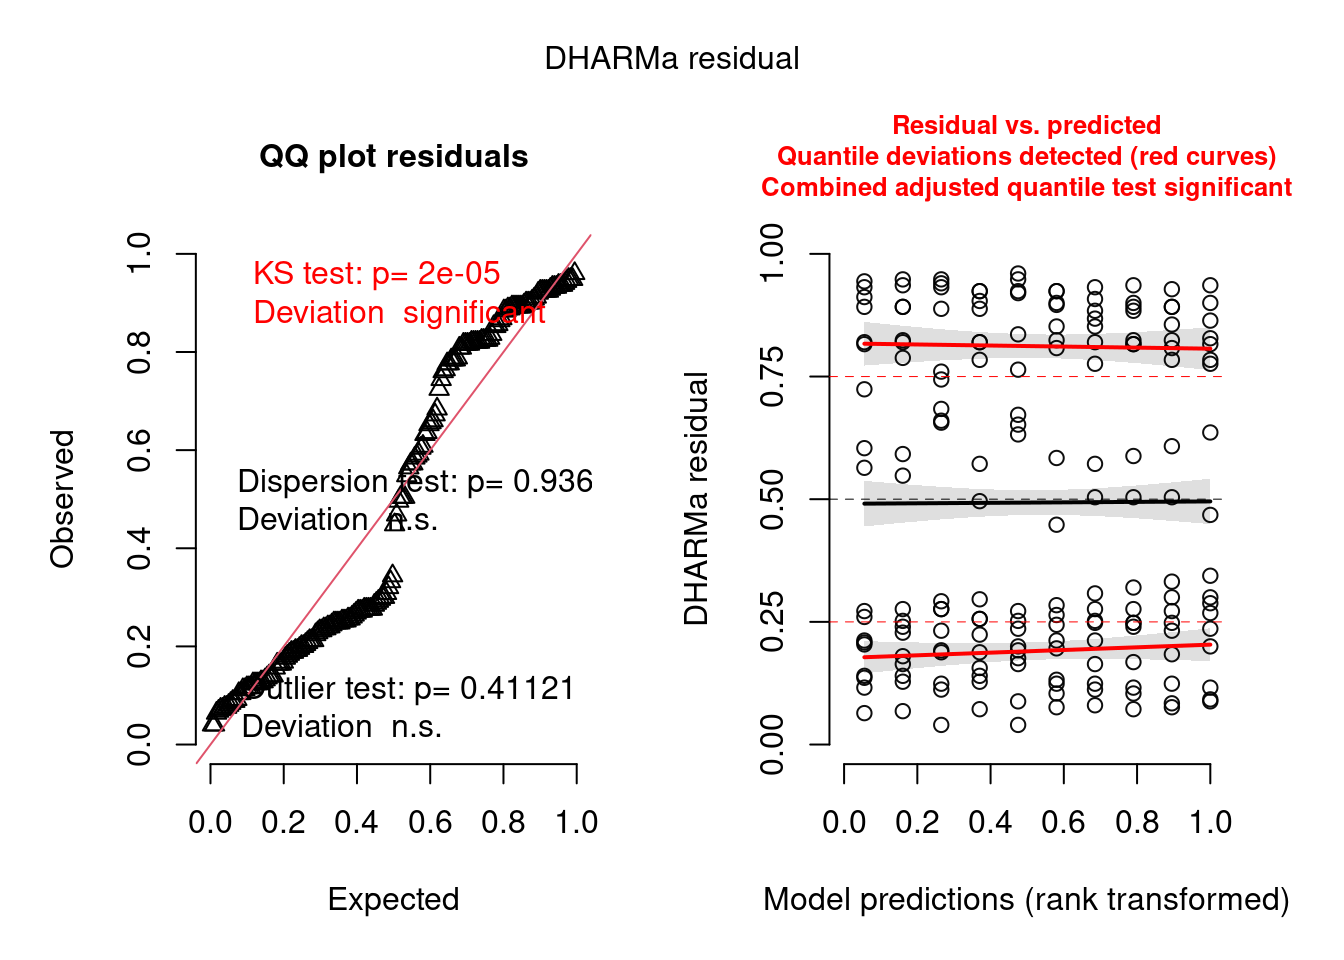 DHARMa residual
QQ plot residuals
KS test: p= 2e-05
Deviation  significant
Dispersion test: p= 0.936
Deviation  n.s.
Outlier test: p= 0.41121
Deviation  n.s.
Observed
0.0 0.2 0.4 0.6 0.8 1.0
0.0 0.2 0.4 0.6 0.8 1.0
Expected
Residual vs. predicted
Quantile deviations detected (red curves)
Combined adjusted quantile test significant
DHARMa residual
0.00 0.25 0.50 0.75 1.00
0.0 0.2 0.4 0.6 0.8 1.0
Model predictions (rank transformed)